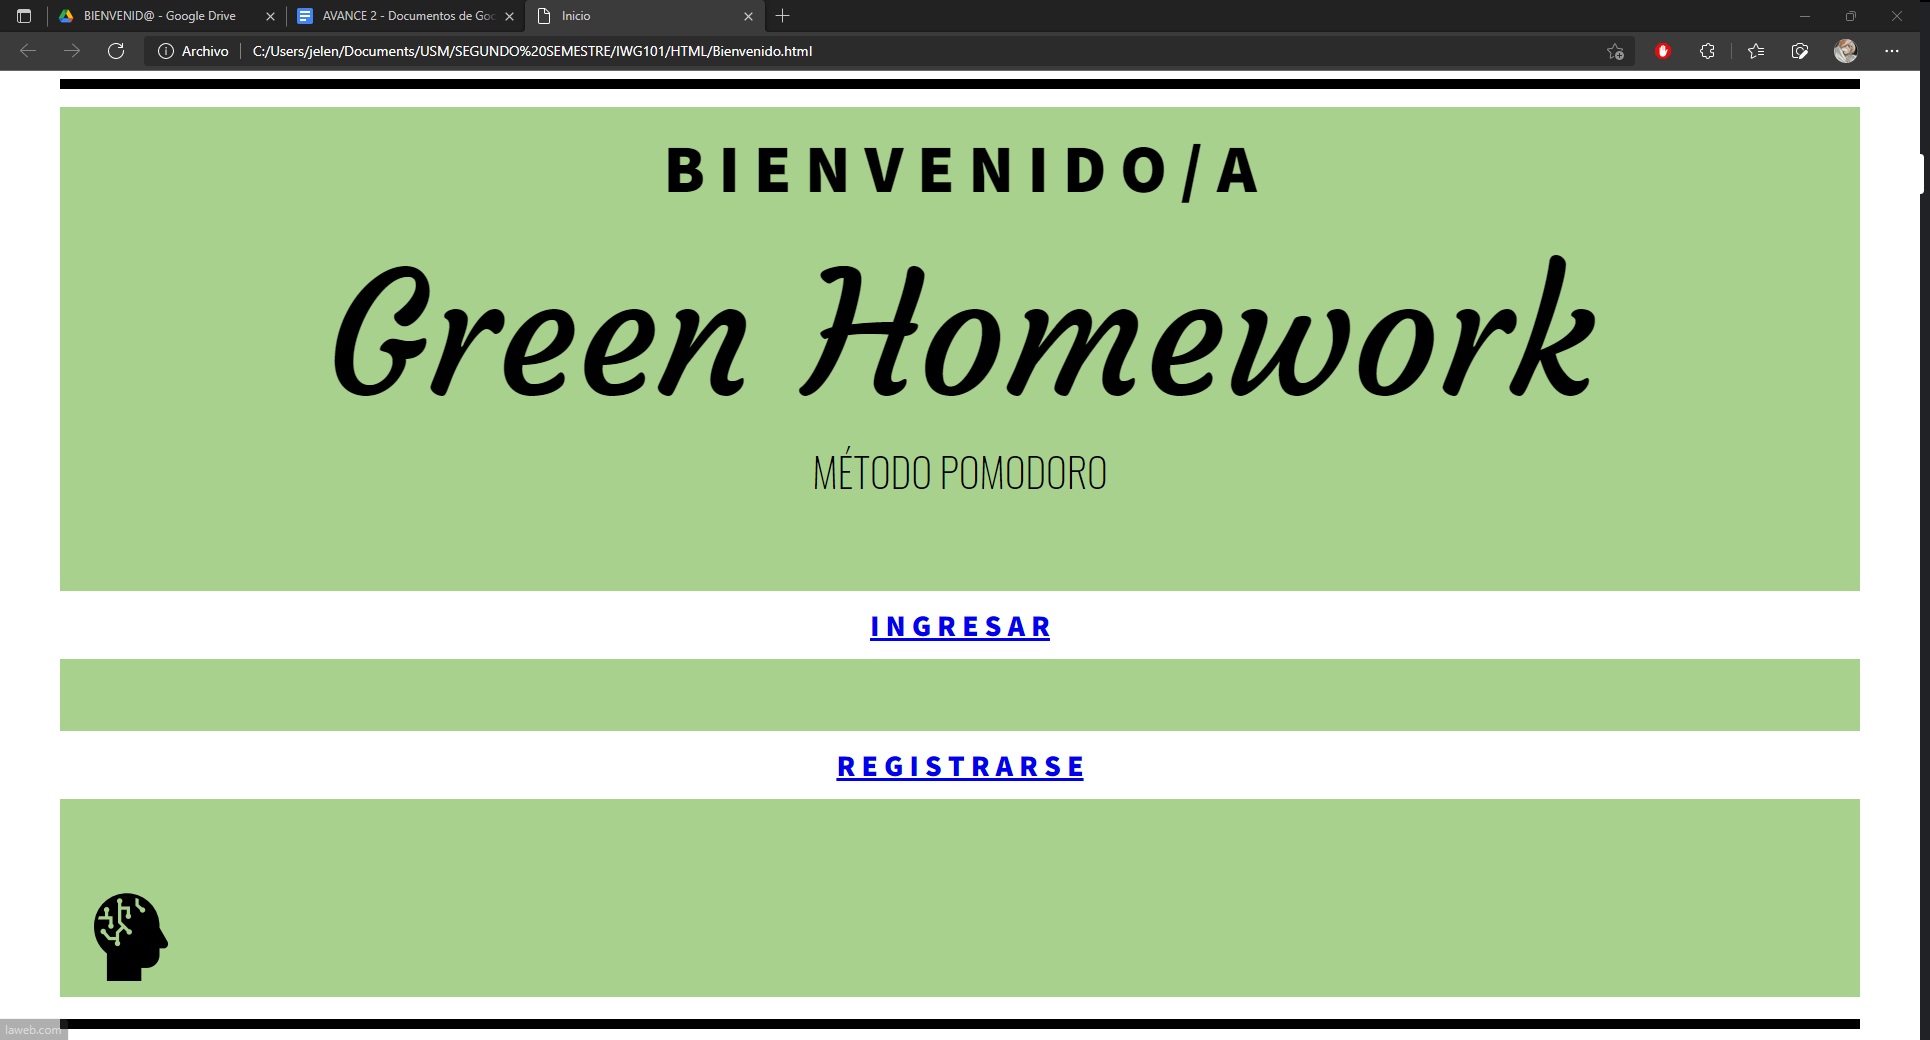 BIENVENID@ - Google Drive
AVANCE 2 - Documentos de Goo
Inicio
Archivo
C:/Users/jelen/Documents/USM/SEGUNDO%20SEMESTRE/IWG101/HTML/Bienvenido.html
BIENVENIDO/A
Green Homework
MÉTODO POMODORO
INGRESAR
REGISTRARSE
laweb.com